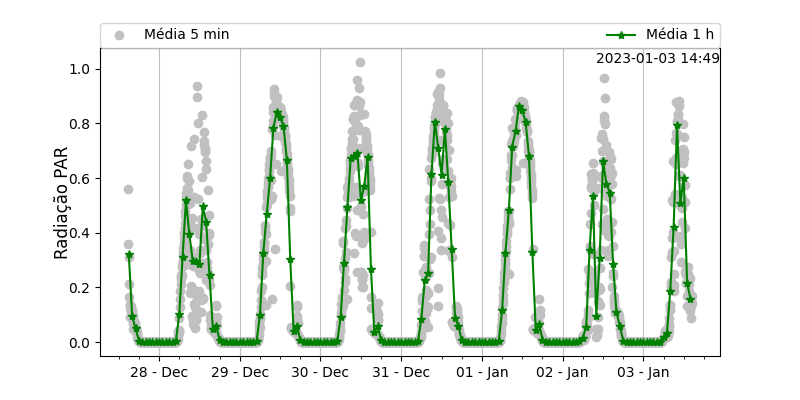 Média 5 min
Média 1 h
2023-01-03 14:49
Radiação PAR
1.0
0.8
0.6
0.4
0.2
0.0
28 - Dec
29 - Dec
30 - Dec
31 - Dec
01 - Jan
02 - Jan
03 - Jan